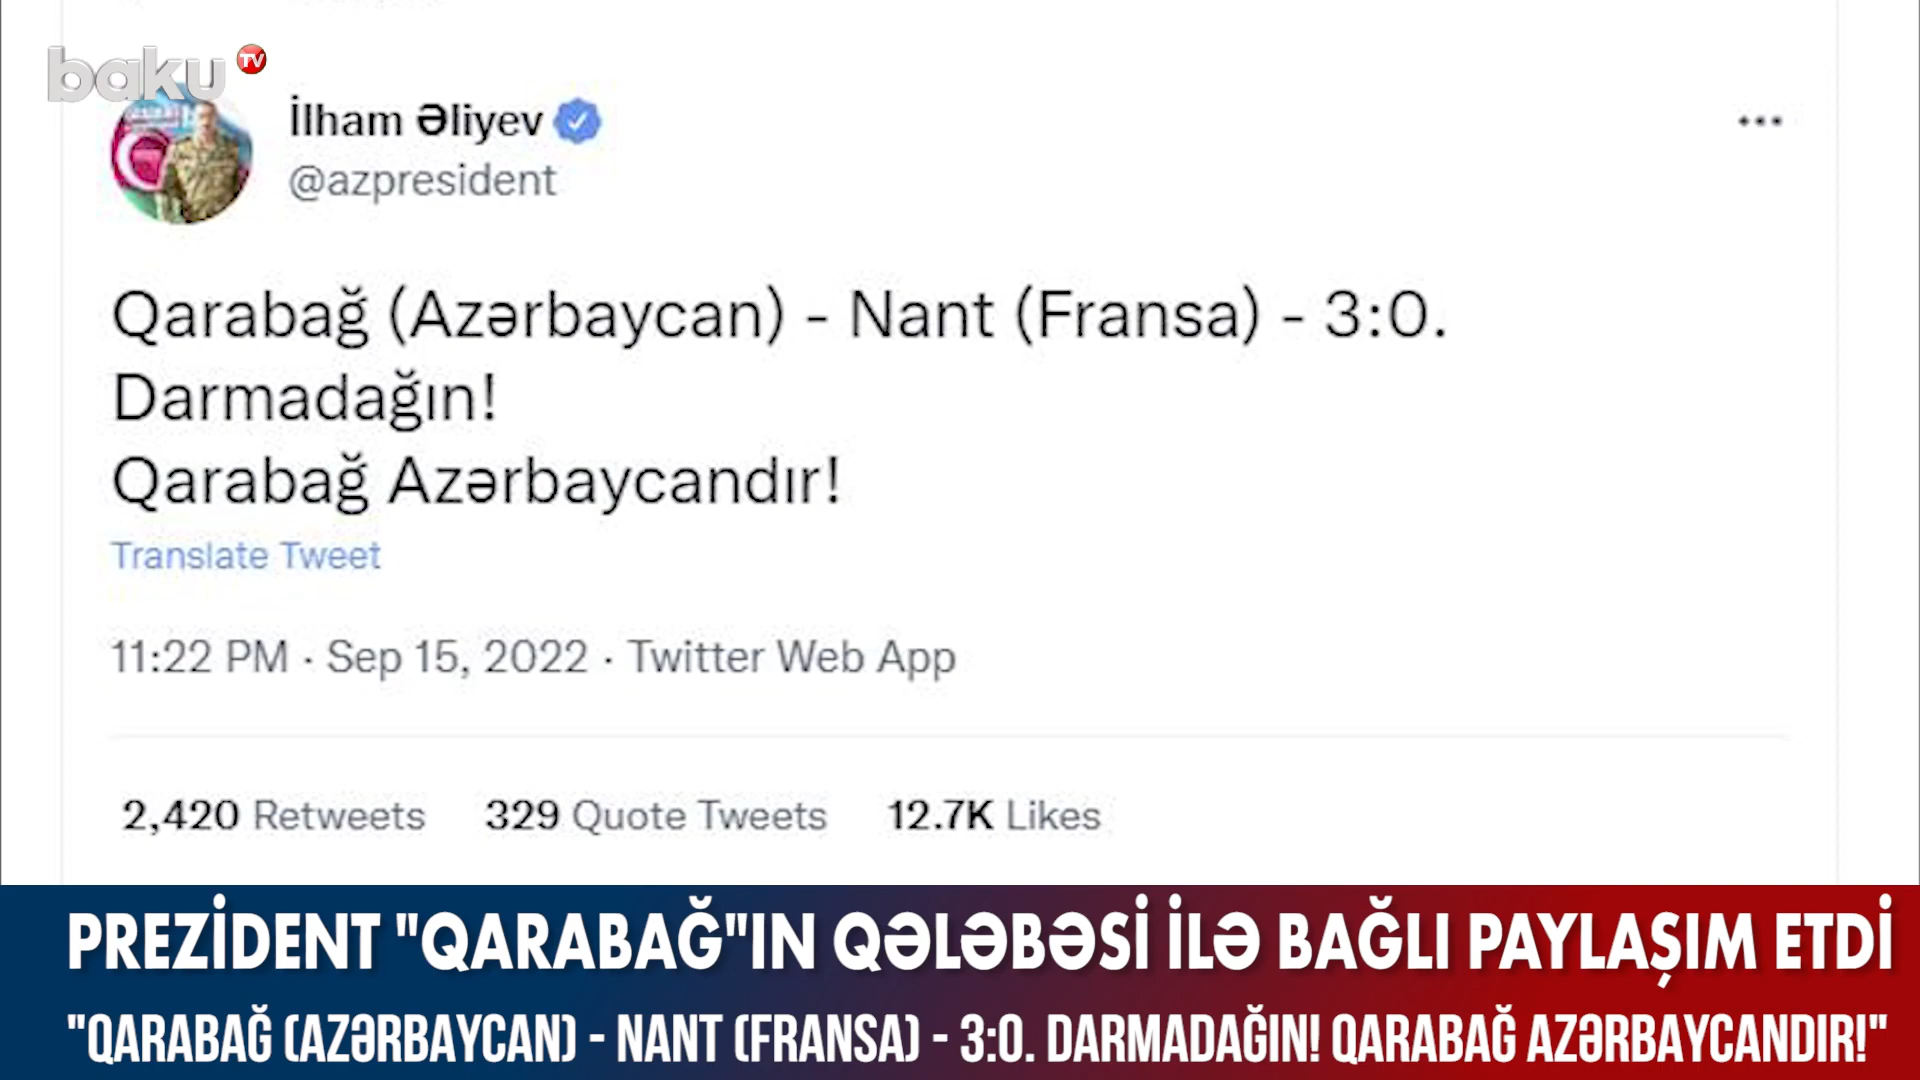 baku TV
İlham Əliyev
@azpresident
Qarabağ (Azərbaycan) - Nant (Fransa) - 3:0.
Darmadağın!
Qarabağ Azərbaycandır!
Translate Tweet
11:22 PM · Sep 15, 2022 · Twitter Web App
2,420 Retweets 329 Quote Tweets 12.7K Likes
PREZİDENT "QARABAĞ"IN QƏLƏBƏSİ İLƏ BAĞLI PAYLAŞIM ETDİ
"QARABAĞ (AZƏRBAYCAN) - NANT (FRANSA) - 3:0. DARMADAĞIN! QARABAĞ AZƏRBAYCANDIR!"